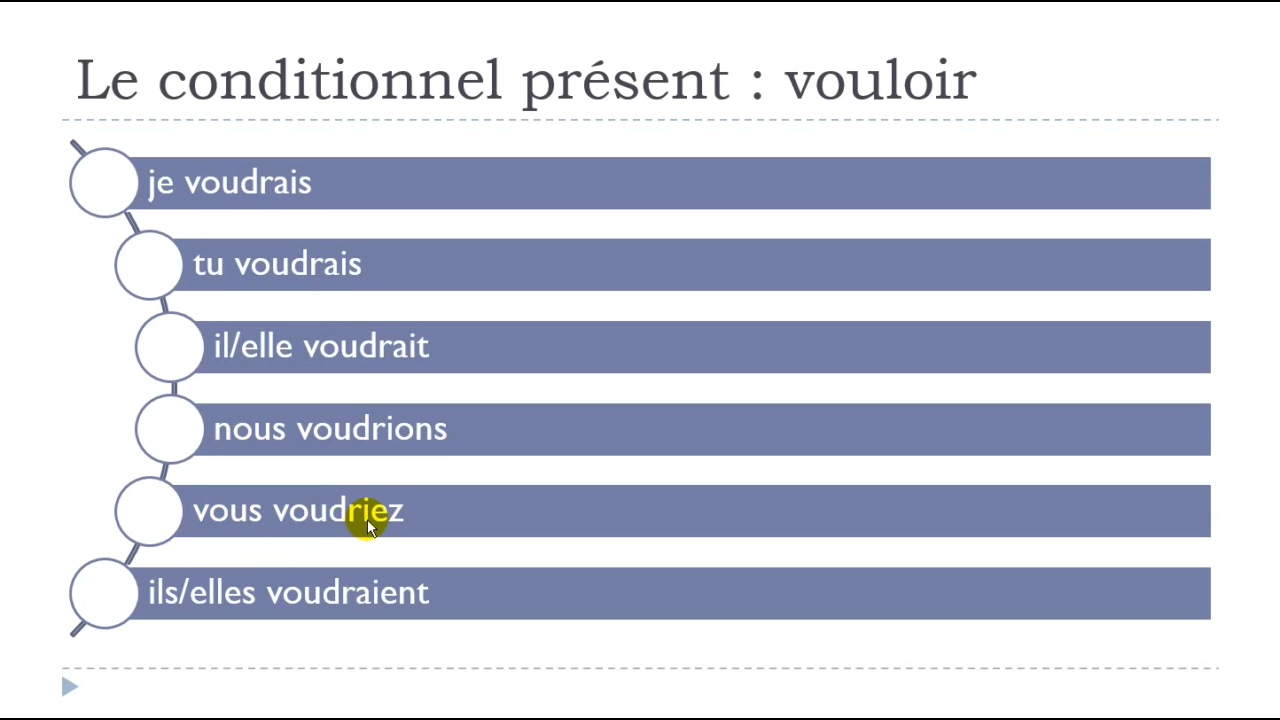 Le conditionnel présent : vouloir
je voudrais
tu voudrais
il/elle voudrait
nous voudrions
vous voudriez
ils/elles voudraient